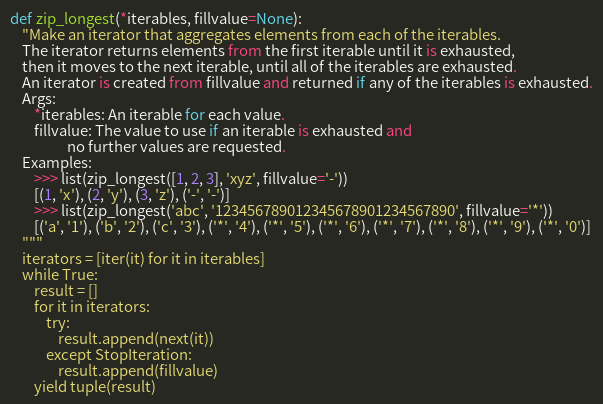 def zip_longest(*iterables, fillvalue=None):
"Make an iterator that aggregates elements from each of the iterables.
The iterator returns elements from the first iterable until it is exhausted,
then it moves to the next iterable, until all of the iterables are exhausted.
An iterator is created from fillvalue and returned if any of the iterables is exhausted.
Args:
*iterables: An iterable for each value.
fillvalue: The value to use if an iterable is exhausted and
no further values are requested.
Examples:
>>> list(zip_longest([1, 2, 3], 'xyz', fillvalue='-'))
[(1, 'x'), (2, 'y'), (3, 'z'), ('-', '-')]
>>> list(zip_longest('abc', '123456789012345678901234567890', fillvalue='*'))
[('a', '1'), ('b', '2'), ('c', '3'), ('*', '4'), ('*', '5'), ('*', '6'), ('*', '7'), ('*', '8'), ('*', '9'), ('*', '0')]
"""
iterators = [iter(it) for it in iterables]
while True:
result = []
for it in iterators:
try:
result.append(next(it))
except StopIteration:
result.append(fillvalue)
yield tuple(result)